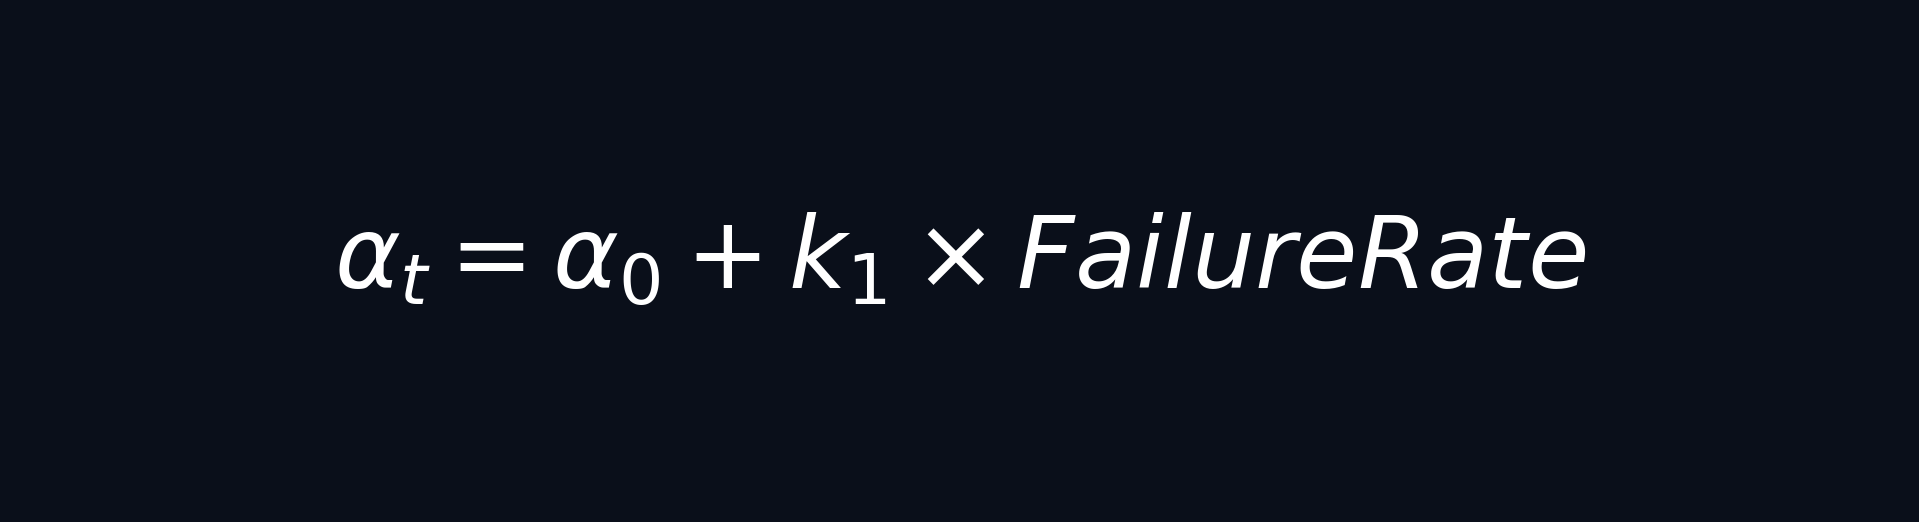 αₜ = α₀ + k₁ × FailureRate